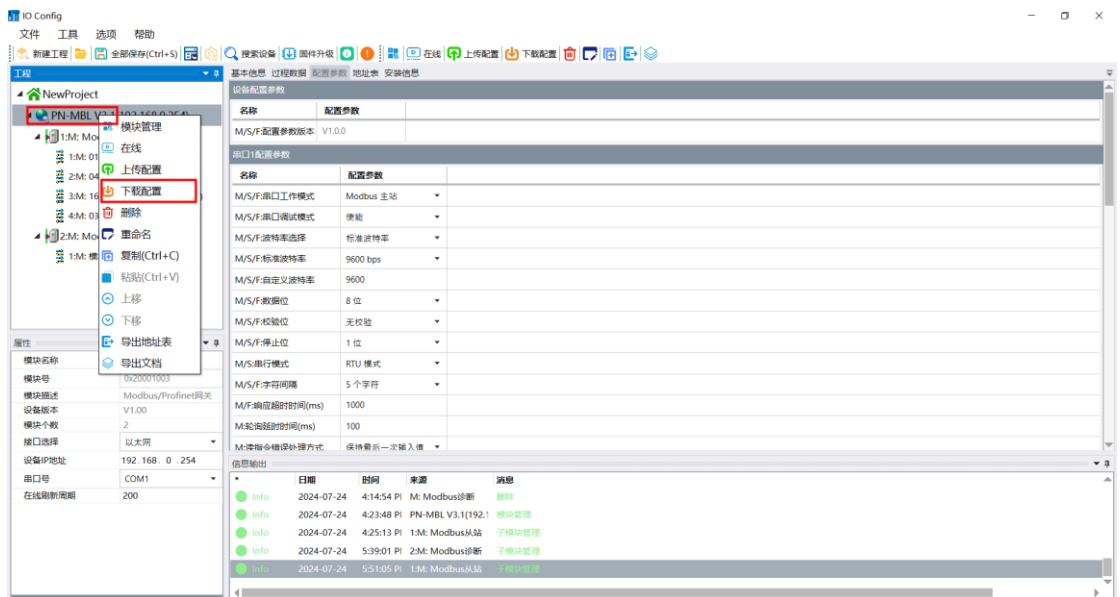 IO Config
文件 工具 选项 帮助
新建工程 全部保存(Ctrl+S) 搜索设备 固件升级 在线 上传配置 下载配置
工程
NewProject
PN-MBL V3.1(192.168.0.254)
1:M: Mo
1:M: 01
2:M: 04
3:M: 16
4:M: 03
2:M: Mo
1:M: 模
模块管理
在线
上传配置
下载配置
删除
重命名
复制(Ctrl+C)
粘贴(Ctrl+V)
上移
下移
导出地址表
导出文档
属性
模块名称
模块号 0x20001003
模块描述 Modbus/Profinet网关
设备版本 V1.00
模块个数 2
接口选择 以太网
设备IP地址 192.168. 0 .254
串口号 COM1
在线刷新周期 200
基本信息 过程数据 配置参数 地址表 安装信息
设备配置参数
名称 配置参数
M/S/F:配置参数版本 V1.0.0
串口1配置参数
名称 配置参数
M/S/F:串口工作模式 Modbus 主站
M/S/F:串口调试模式 使能
M/S/F:波特率选择 标准波特率
M/S/F:标准波特率 9600 bps
M/S/F:自定义波特率 9600
M/S/F:数据位 8 位
M/S/F:校验位 无校验
M/S/F:停止位 1 位
M/S:串行模式 RTU 模式
M/S/F:字符间隔 5 个字符
M/F:响应超时时间(ms) 1000
M:轮询延时时间(ms) 100
M:读指令错误处理方式 保持最后一次输入值
信息输出
* 日期 时间 来源 消息
Info 2024-07-24 4:14:54 PI M: Modbus诊断 删除
Info 2024-07-24 4:23:48 PI PN-MBL V3.1(192.1 模块管理
Info 2024-07-24 4:25:13 PI 1:M: Modbus从站 子模块管理
Info 2024-07-24 5:39:01 PI 2:M: Modbus诊断 子模块管理
Info 2024-07-24 5:51:05 PI 1:M: Modbus从站 子模块管理